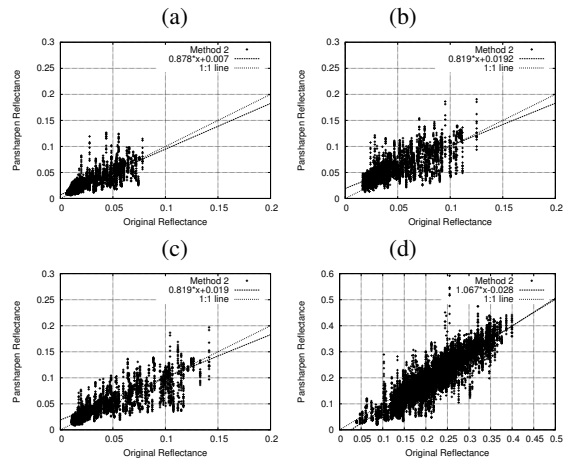 (a) (b)
Pansharpen Reflectance
0.3
0.25
0.2
0.15
0.1
0.05
0
0 0.05 0.1 0.15 0.2
Original Reflectance
Method 2
0.878*x+0.007
1:1 line
Pansharpen Reflectance
0.3
0.25
0.2
0.15
0.1
0.05
0
0 0.05 0.1 0.15 0.2
Original Reflectance
Method 2
0.819*x+0.0192
1:1 line
(c) (d)
Pansharpen Reflectance
0.3
0.25
0.2
0.15
0.1
0.05
0
0 0.05 0.1 0.15 0.2
Original Reflectance
Method 2
0.819*x+0.019
1:1 line
Pansharpen Reflectance
0.6
0.5
0.4
0.3
0.2
0.1
0
0 0.05 0.1 0.15 0.2 0.25 0.3 0.35 0.4 0.45 0.5
Original Reflectance
Method 2
1.067*x-0.028
1:1 line